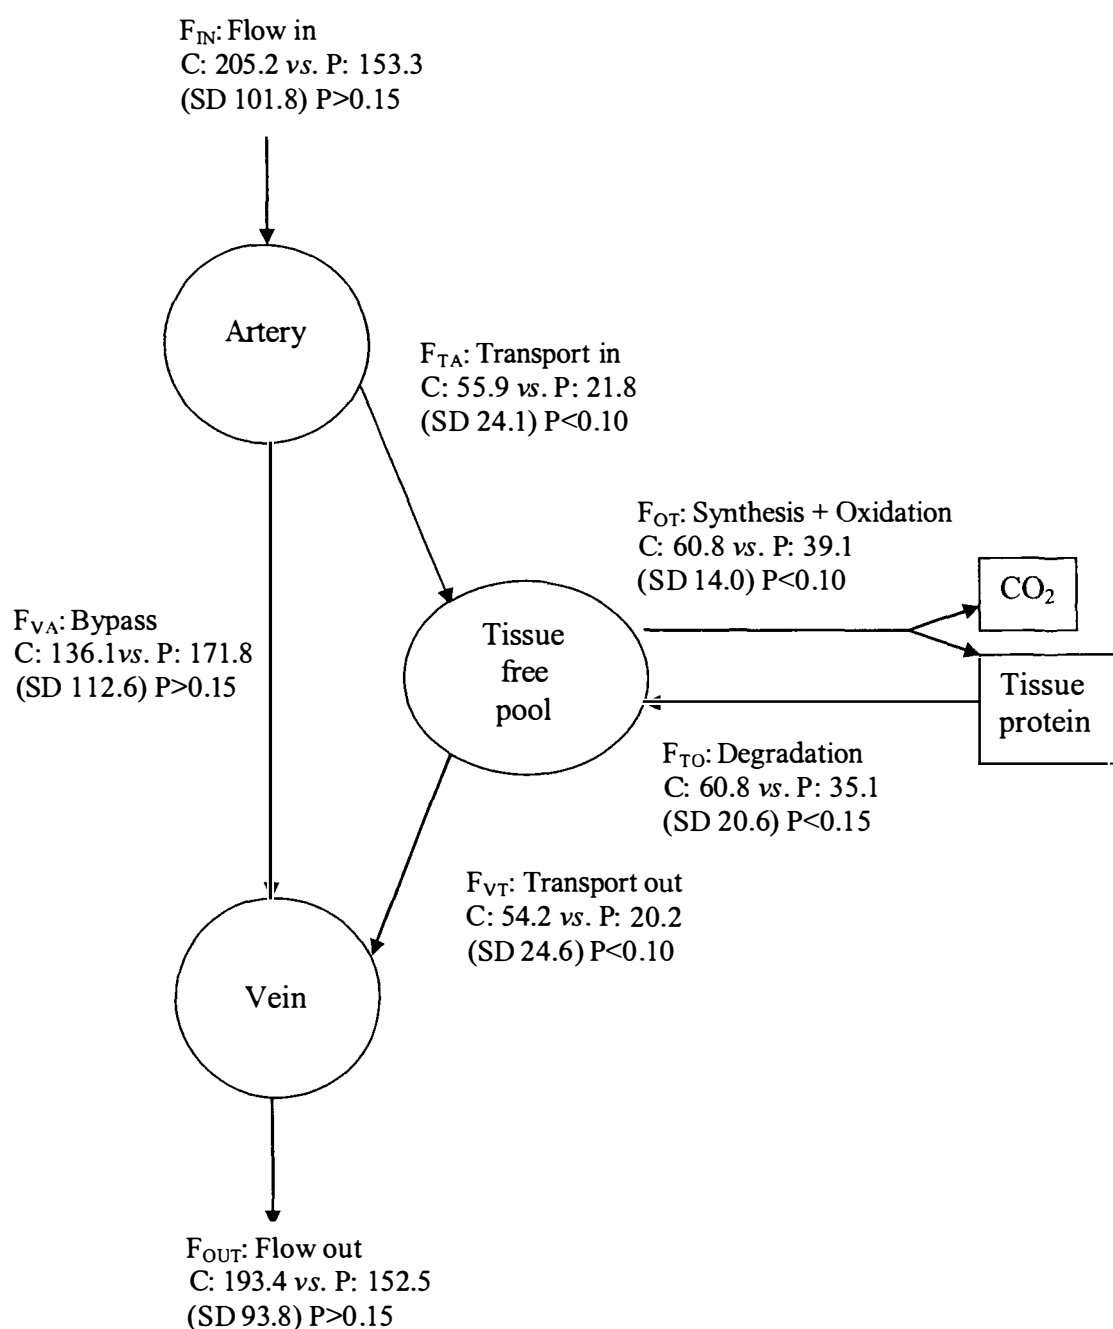 F_IN: Flow in
C: 205.2 vs. P: 153.3
(SD 101.8) P>0.15
Artery
F_TA: Transport in
C: 55.9 vs. P: 21.8
(SD 24.1) P<0.10
F_OT: Synthesis + Oxidation
C: 60.8 vs. P: 39.1
(SD 14.0) P<0.10
CO₂
F_VA: Bypass
C: 136.1vs. P: 171.8
(SD 112.6) P>0.15
Tissue
free
pool
Tissue
protein
F_TO: Degradation
C: 60.8 vs. P: 35.1
(SD 20.6) P<0.15
F_VT: Transport out
C: 54.2 vs. P: 20.2
(SD 24.6) P<0.10
Vein
F_OUT: Flow out
C: 193.4 vs. P: 152.5
(SD 93.8) P>0.15